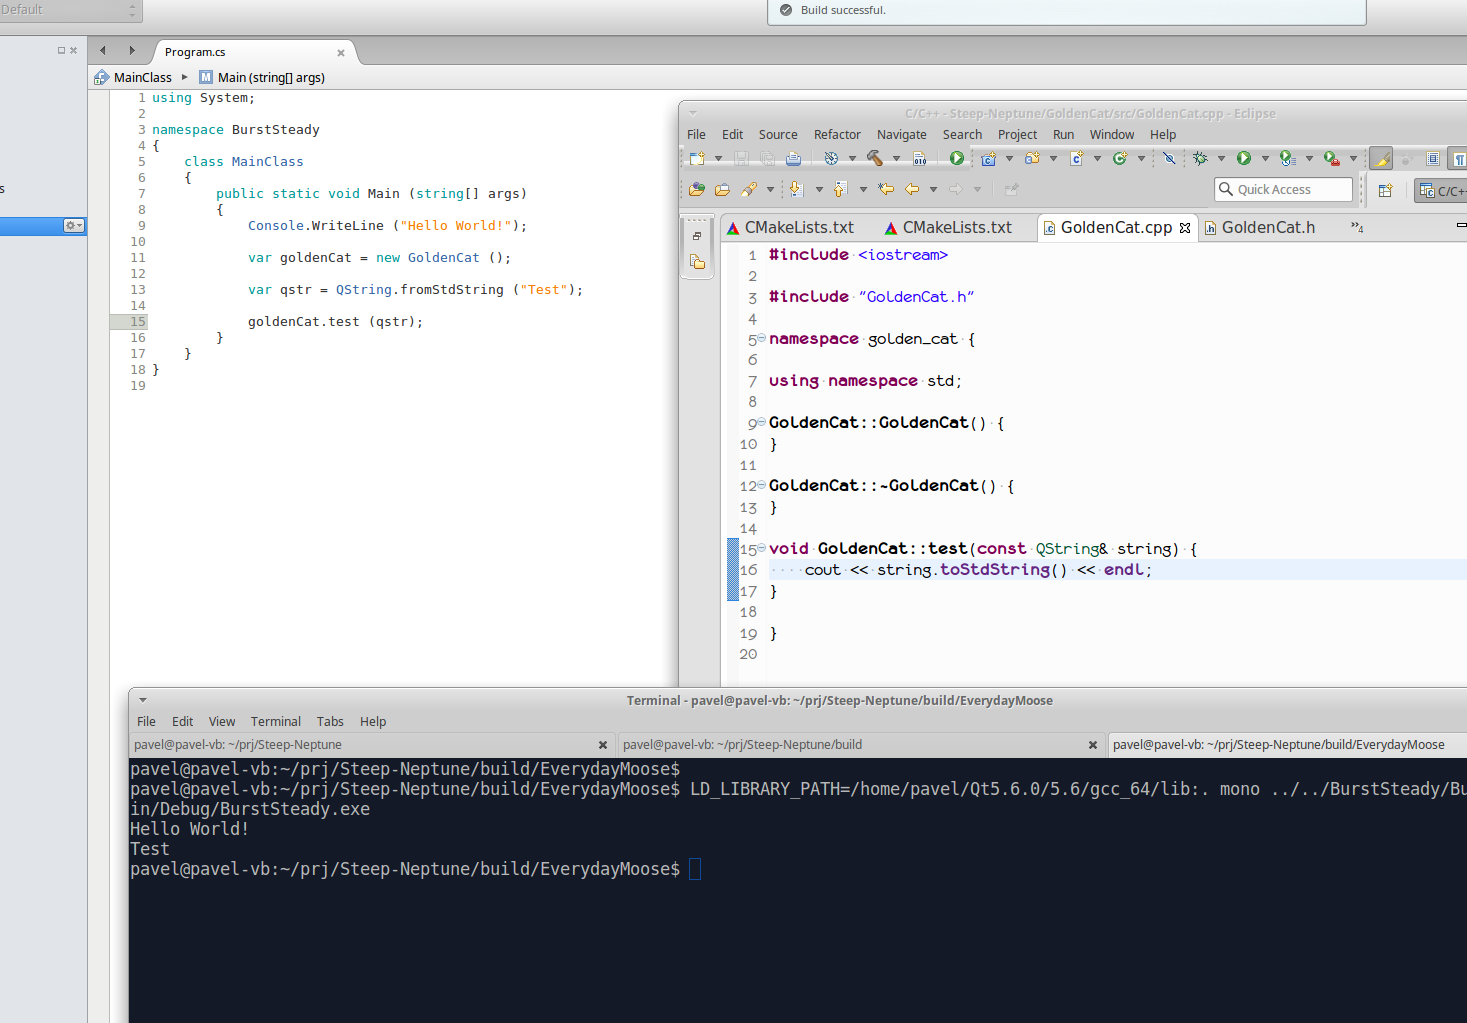 Default
Build successful.
Program.cs
MainClass
Main (string[] args)
s
1 using System;
2
3 namespace BurstSteady
4 {
5     class MainClass
6     {
7         public static void Main (string[] args)
8         {
9             Console.WriteLine ("Hello World!");
10
11             var goldenCat = new GoldenCat ();
12
13             var qstr = QString.fromStdString ("Test");
14
15             goldenCat.test (qstr);
16         }
17     }
18 }
19
C/C++ - Steep-Neptune/GoldenCat/src/GoldenCat.cpp - Eclipse
File Edit Source Refactor Navigate Search Project Run Window Help
Quick Access
C/C+
CMakeLists.txt CMakeLists.txt GoldenCat.cpp GoldenCat.h 4
1 #include <iostream>
2
3 #include "GoldenCat.h"
4
5 namespace golden_cat {
6
7 using namespace std;
8
9 GoldenCat::GoldenCat() {
10 }
11
12 GoldenCat::~GoldenCat() {
13 }
14
15 void GoldenCat::test(const QString& string) {
16     cout << string.toStdString() << endl;
17 }
18
19 }
20
Terminal - pavel@pavel-vb: ~/prj/Steep-Neptune/build/EverydayMoose
File Edit View Terminal Tabs Help
pavel@pavel-vb: ~/prj/Steep-Neptune
pavel@pavel-vb: ~/prj/Steep-Neptune/build
pavel@pavel-vb: ~/prj/Steep-Neptune/build/EverydayMoose
pavel@pavel-vb:~/prj/Steep-Neptune/build/EverydayMoose$
pavel@pavel-vb:~/prj/Steep-Neptune/build/EverydayMoose$ LD_LIBRARY_PATH=/home/pavel/Qt5.6.0/5.6/gcc_64/lib:. mono ../../BurstSteady/Bu
in/Debug/BurstSteady.exe
Hello World!
Test
pavel@pavel-vb:~/prj/Steep-Neptune/build/EverydayMoose$